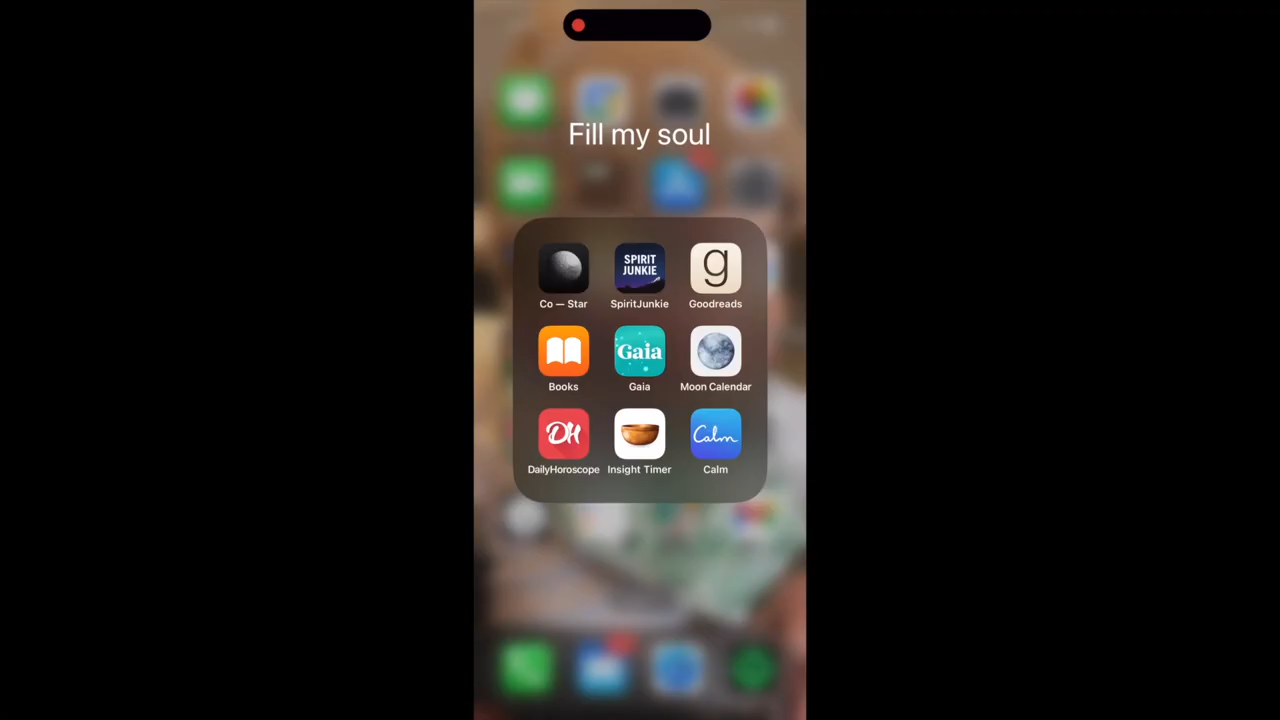 Fill my soul
SPIRIT
JUNKIE
g
Co — Star
SpiritJunkie
Goodreads
Gaia
Books
Gaia
Moon Calendar
DH
Calm
DailyHoroscope
Insight Timer
Calm